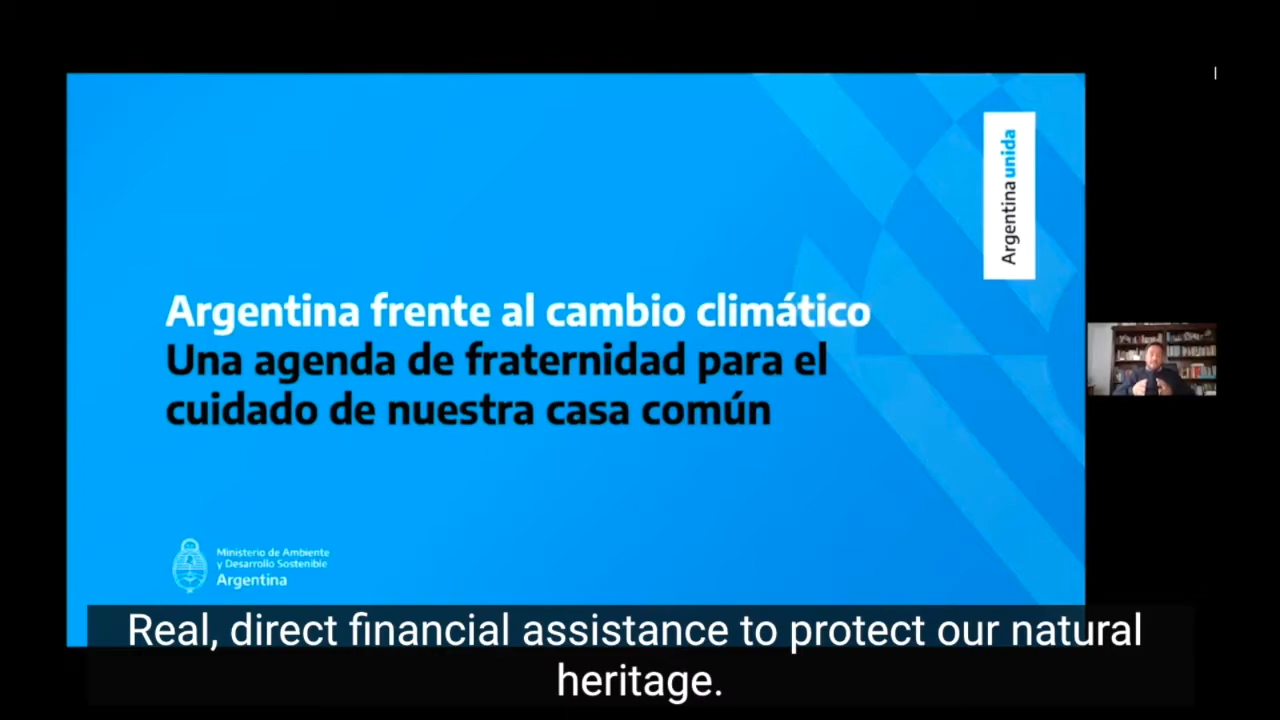 Argentina unida
Argentina frente al cambio climático
Una agenda de fraternidad para el
cuidado de nuestra casa común
Ministerio de Ambiente
y Desarrollo Sostenible
Argentina
Real, direct financial assistance to protect our natural
heritage.